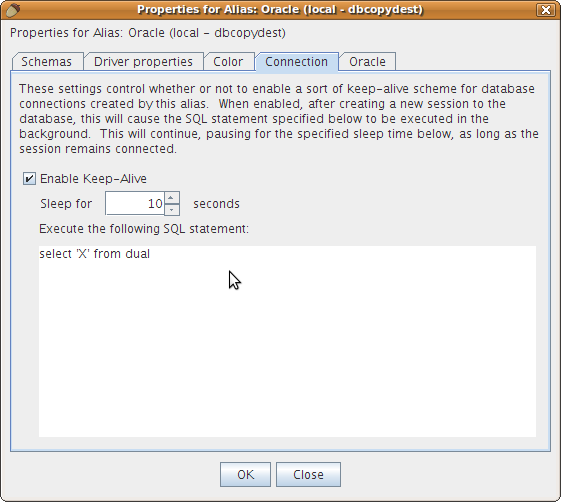 Properties for Alias: Oracle (local - dbcopydest)
Properties for Alias: Oracle (local - dbcopydest)
Schemas Driver properties Color Connection Oracle
These settings control whether or not to enable a sort of keep-alive scheme for database
connections created by this alias. When enabled, after creating a new session to the
database, this will cause the SQL statement specified below to be executed in the
background. This will continue, pausing for the specified sleep time below, as long as the
session remains connected.
Enable Keep-Alive
Sleep for 10 seconds
Execute the following SQL statement:
select 'X' from dual
OK Close